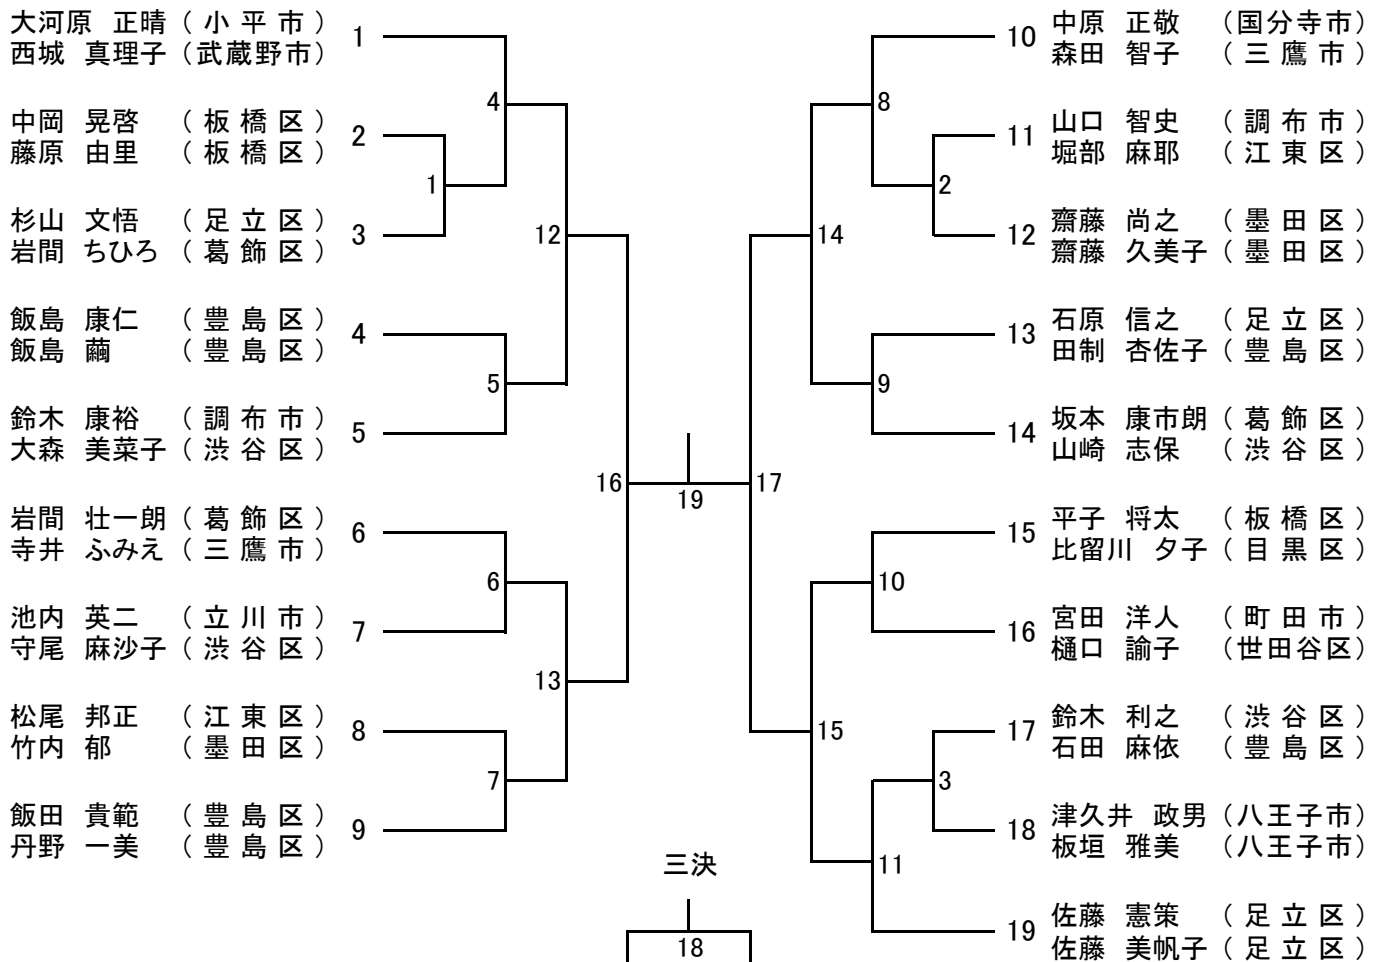 大河原 正晴 ( 小 平 市 )
西城 真理子 (武蔵野市)
1
中岡 晃啓 ( 板 橋 区 )
藤原 由里 ( 板 橋 区 )
2
杉山 文悟 ( 足 立 区 )
岩間 ちひろ ( 葛 飾 区 )
3
飯島 康仁 ( 豊 島 区 )
飯島 繭 ( 豊 島 区 )
4
鈴木 康裕 ( 調 布 市 )
大森 美菜子 ( 渋 谷 区 )
5
岩間 壮一朗 ( 葛 飾 区 )
寺井 ふみえ ( 三 鷹 市 )
6
池内 英二 ( 立 川 市 )
守尾 麻沙子 ( 渋 谷 区 )
7
松尾 邦正 ( 江 東 区 )
竹内 郁 ( 墨 田 区 )
8
飯田 貴範 ( 豊 島 区 )
丹野 一美 ( 豊 島 区 )
9
4
1
12
5
16
6
13
7
19
三決
18
8
2
14
9
17
10
15
3
11
10
中原 正敬 (国分寺市)
森田 智子 ( 三 鷹 市 )
11
山口 智史 ( 調 布 市 )
堀部 麻耶 ( 江 東 区 )
12
齋藤 尚之 ( 墨 田 区 )
齋藤 久美子 ( 墨 田 区 )
13
石原 信之 ( 足 立 区 )
田制 杏佐子 ( 豊 島 区 )
14
坂本 康市朗 ( 葛 飾 区 )
山崎 志保 ( 渋 谷 区 )
15
平子 将太 ( 板 橋 区 )
比留川 夕子 ( 目 黒 区 )
16
宮田 洋人 ( 町 田 市 )
樋口 諭子 (世田谷区)
17
鈴木 利之 ( 渋 谷 区 )
石田 麻依 ( 豊 島 区 )
18
津久井 政男 (八王子市)
板垣 雅美 (八王子市)
19
佐藤 憲策 ( 足 立 区 )
佐藤 美帆子 ( 足 立 区 )